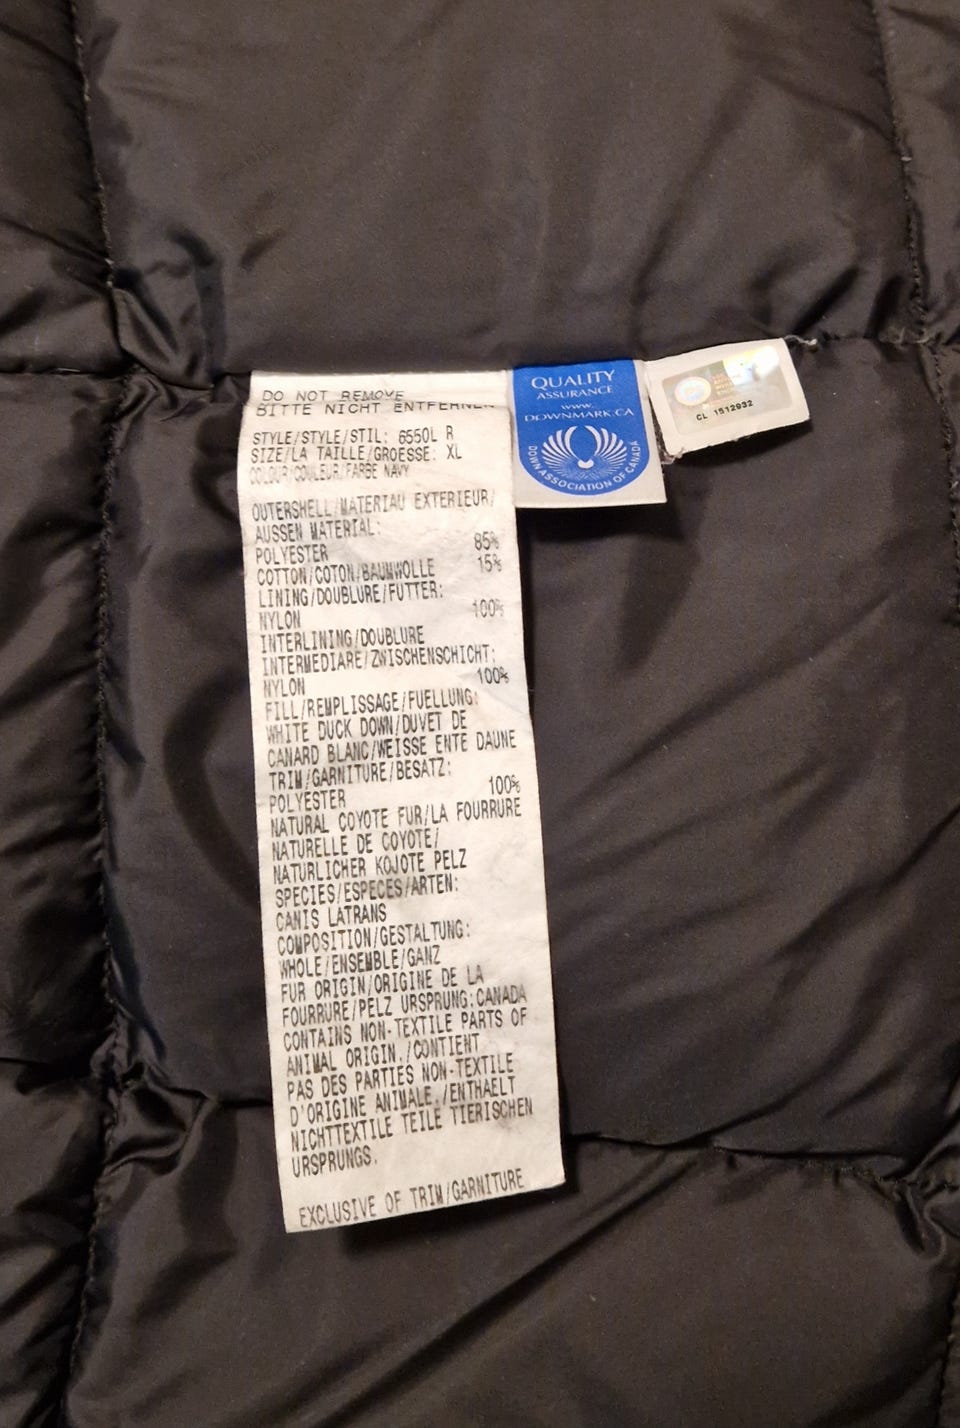 DO NOT REMOVE
BITTE NICHT ENTFERNEN
STYLE/STYLE/STIL: 6550L R
SIZE/LA TAILLE/GROESSE: XL
COLOUR/COULEUR/FARBE NAVY
OUTERSHELL/MATERIAU EXTERIEUR/
AUSSEN MATERIAL:
POLYESTER 85%
COTTON/COTON/BAUMWOLLE 15%
LINING/DOUBLURE/FUTTER:
NYLON 100%
INTERLINING/DOUBLURE
INTERMEDIARE/ZWISCHENSCHICHT:
NYLON 100%
FILL/REMPLISSAGE/FUELLUNG:
WHITE DUCK DOWN/DUVET DE
CANARD BLANC/WEISSE ENTE DAUNE
TRIM/GARNITURE/BESATZ:
POLYESTER 100%
NATURAL COYOTE FUR/LA FOURRURE
NATURELLE DE COYOTE/
NATURLICHER KOJOTE PELZ
SPECIES/ESPECES/ARTEN:
CANIS LATRANS
COMPOSITION/GESTALTUNG:
WHOLE/ENSEMBLE/GANZ
FUR ORIGIN/ORIGINE DE LA
FOURRURE/PELZ URSPRUNG:CANADA
CONTAINS NON-TEXTILE PARTS OF
ANIMAL ORIGIN./CONTIENT
PAS DES PARTIES NON-TEXTILE
D'ORIGINE ANIMALE./ENTHAELT
NICHTTEXTILE TEILE TIERISCHEN
URSPRUNGS.
EXCLUSIVE OF TRIM/GARNITURE
QUALITY
ASSURANCE
www.
DOWNMARK.CA
DOWN ASSOCIATION OF CANADA
CL 1512932